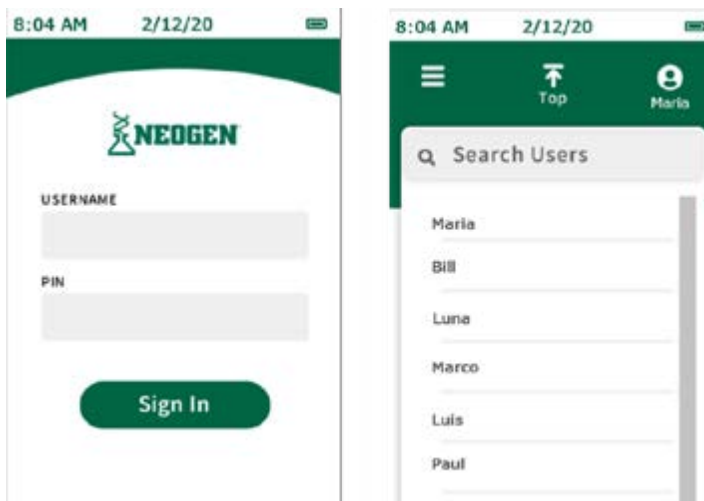 8:04 AM 2/12/20
NEOGEN
USERNAME
PIN
Sign In
8:04 AM 2/12/20
Top
Maria
Search Users
Maria
Bill
Luna
Marco
Luis
Paul